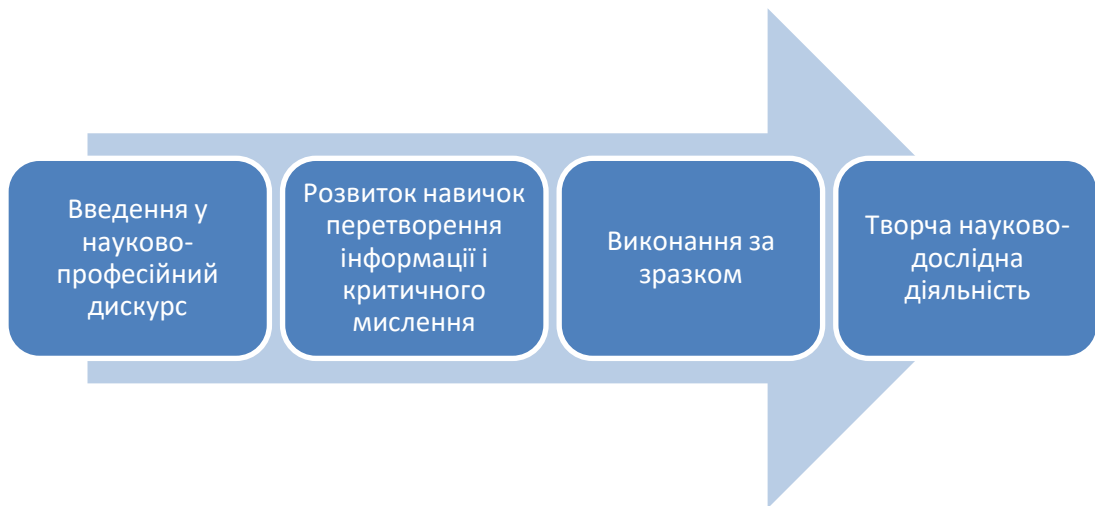 Введення у
науково-
професійний
дискурс
Розвиток навичок
перетворення
інформації і
критичного
мислення
Виконання за
зразком
Творча науково-
дослідна
діяльність